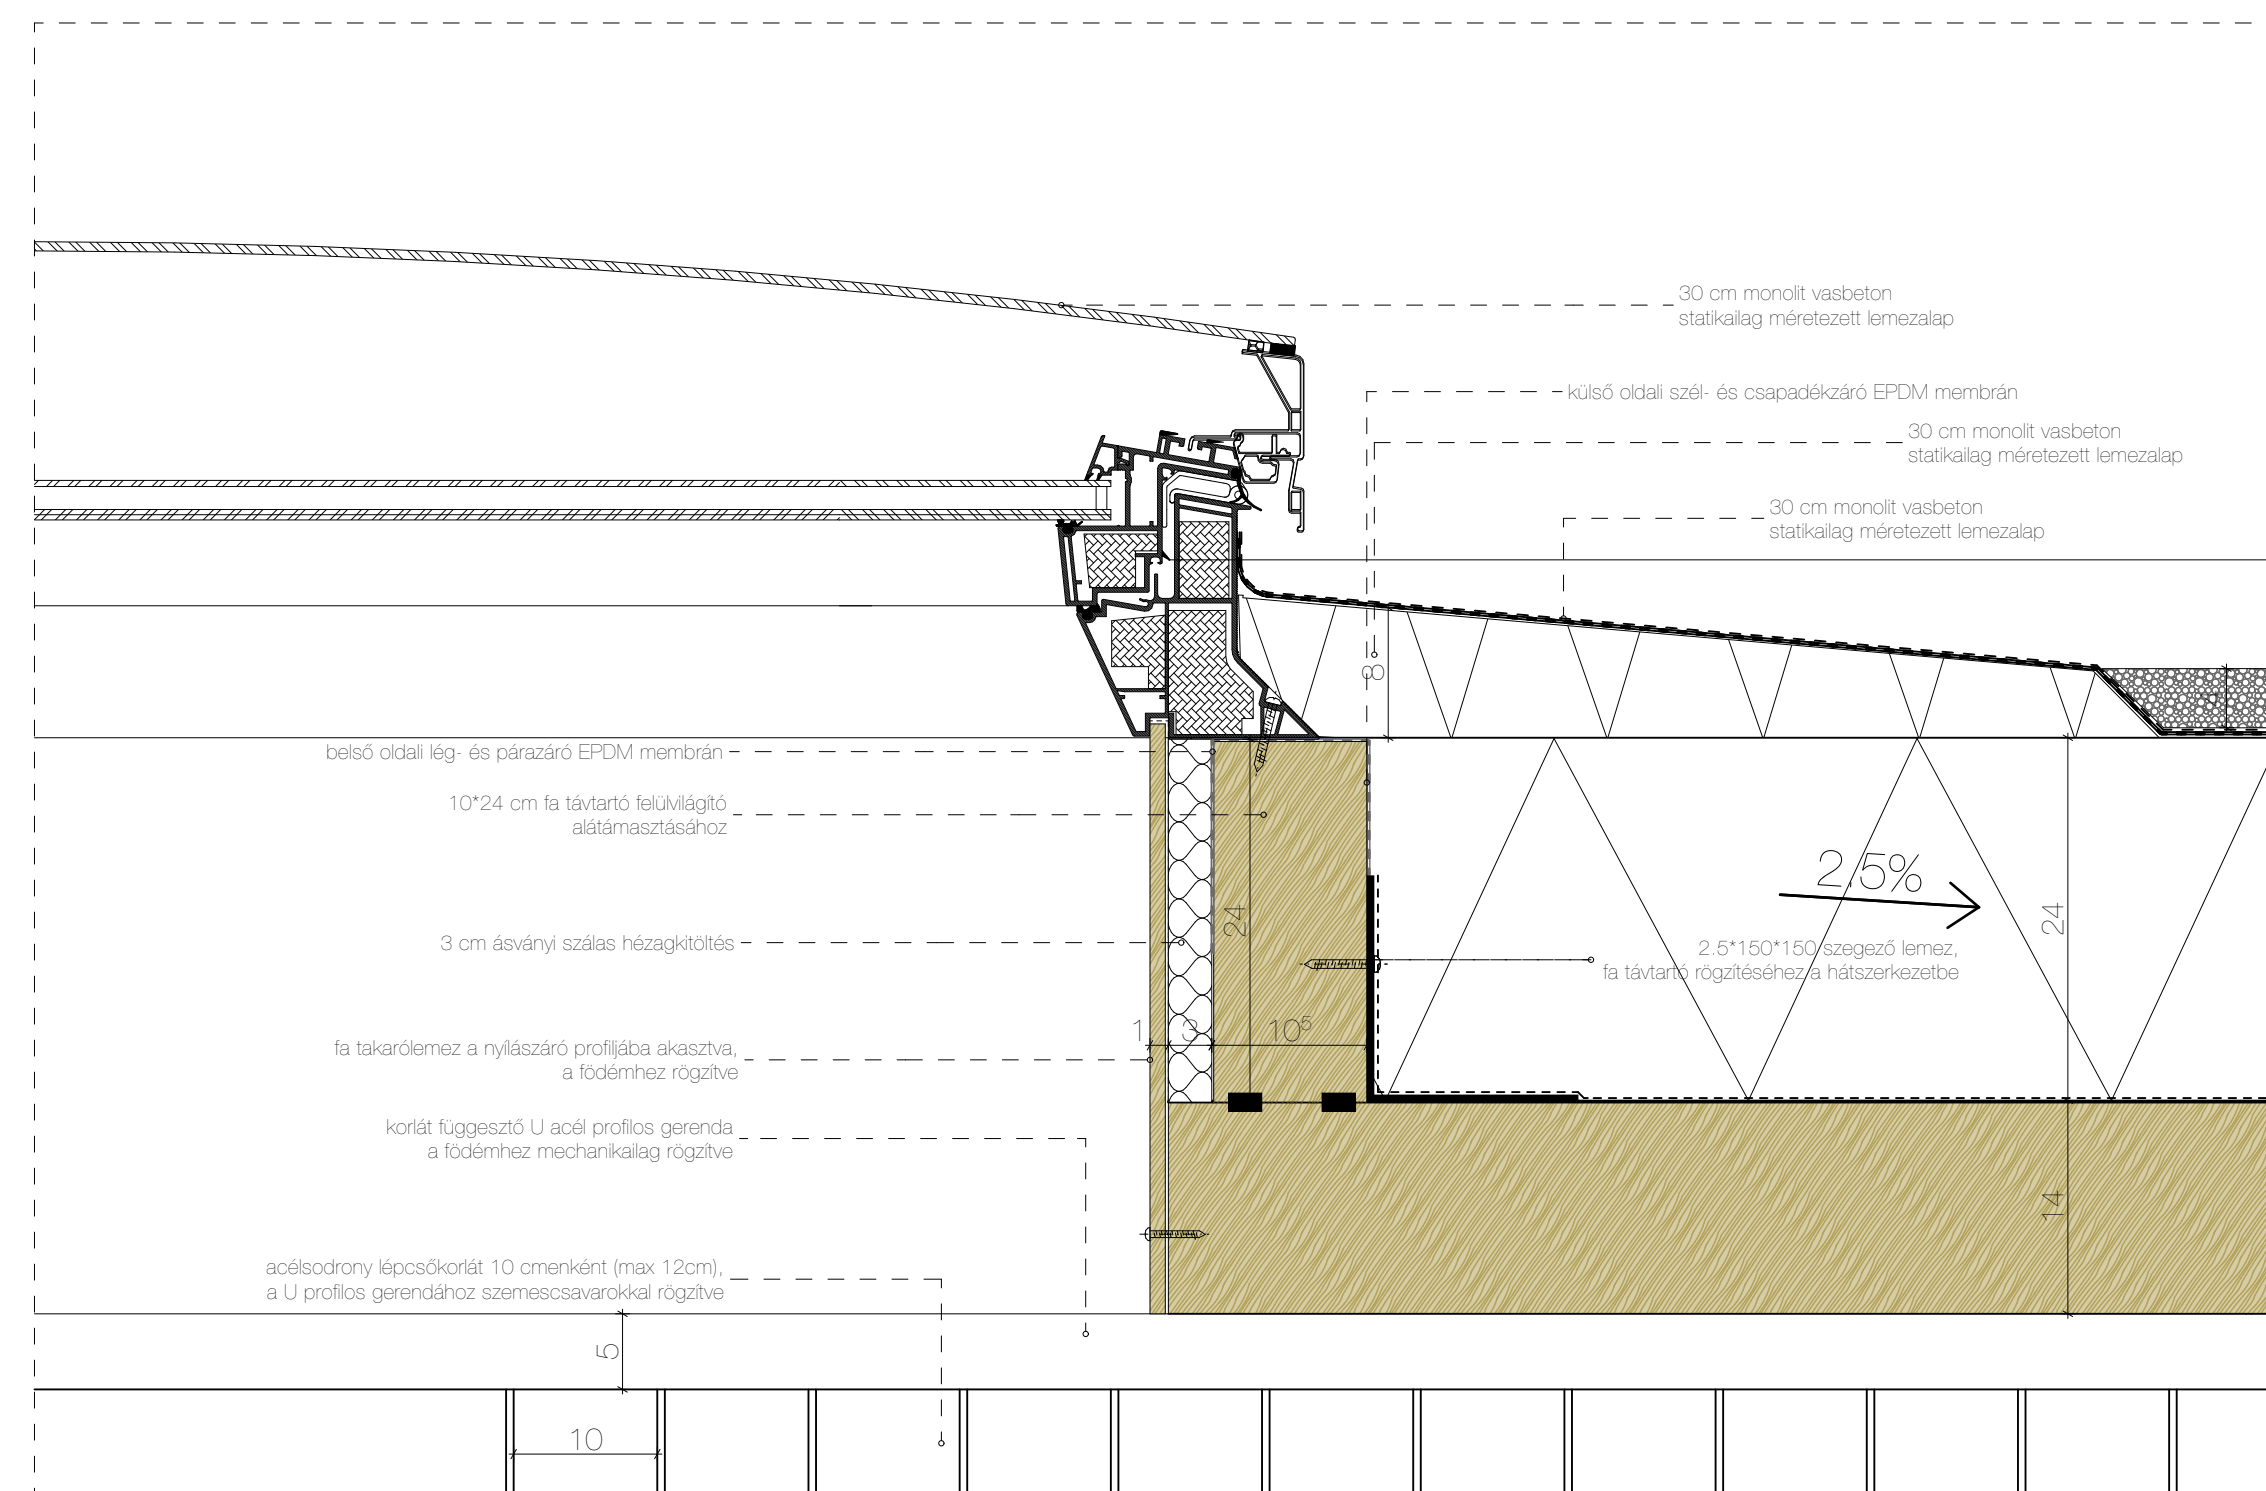 30 cm monolit vasbeton
statikailag méretezett lemezalap
külső oldali szél- és csapadékzáró EPDM membrán
30 cm monolit vasbeton
statikailag méretezett lemezalap
30 cm monolit vasbeton
statikailag méretezett lemezalap
8
belső oldali lég- és párazáró EPDM membrán
10*24 cm fa távtartó felülvilágító
alátámasztásához
2,5%
24
24
3 cm ásványi szálas hézagkitöltés
2.5*150*150 szegező lemez,
fa távtartó rögzítéséhez a hátszerkezetbe
1 3 10⁵
fa takarólemez a nyílászáró profiljába akasztva,
a födémhez rögzítve
korlát függesztő U acél profilos gerenda
a födémhez mechanikailag rögzítve
14
acélsodrony lépcsőkorlát 10 cmenként (max 12cm),
a U profilos gerendához szemescsavarokkal rögzítve
5
10